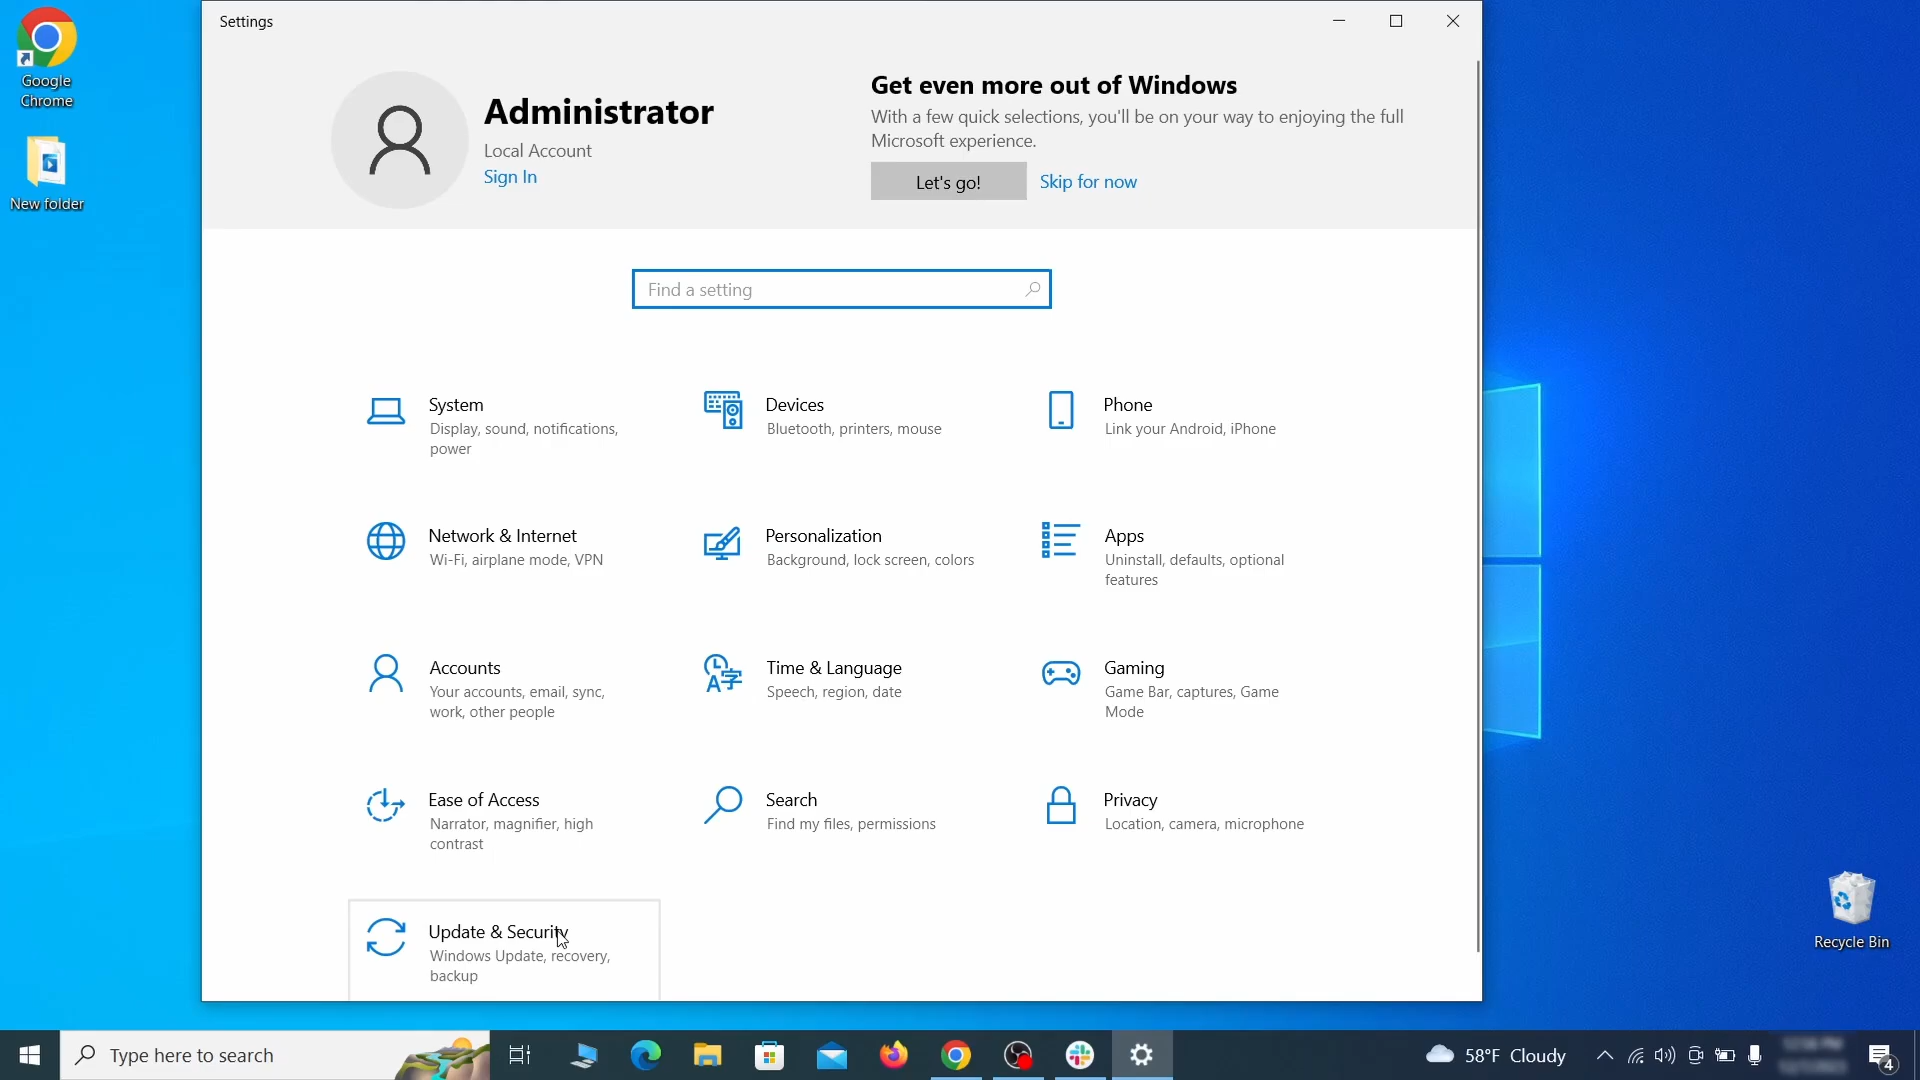 Google
Chrome
New folder
Settings
Administrator
Local Account
Sign In
Get even more out of Windows
With a few quick selections, you'll be on your way to enjoying the full
Microsoft experience.
Let's go!
Skip for now
Find a setting
System
Display, sound, notifications,
power
Devices
Bluetooth, printers, mouse
Phone
Link your Android, iPhone
Network & Internet
Wi-Fi, airplane mode, VPN
Personalization
Background, lock screen, colors
Apps
Uninstall, defaults, optional
features
Accounts
Your accounts, email, sync,
work, other people
Time & Language
Speech, region, date
Gaming
Game Bar, captures, Game
Mode
Ease of Access
Narrator, magnifier, high
contrast
Search
Find my files, permissions
Privacy
Location, camera, microphone
Update & Security
Windows Update, recovery,
backup
Recycle Bin
Type here to search
58°F Cloudy
4